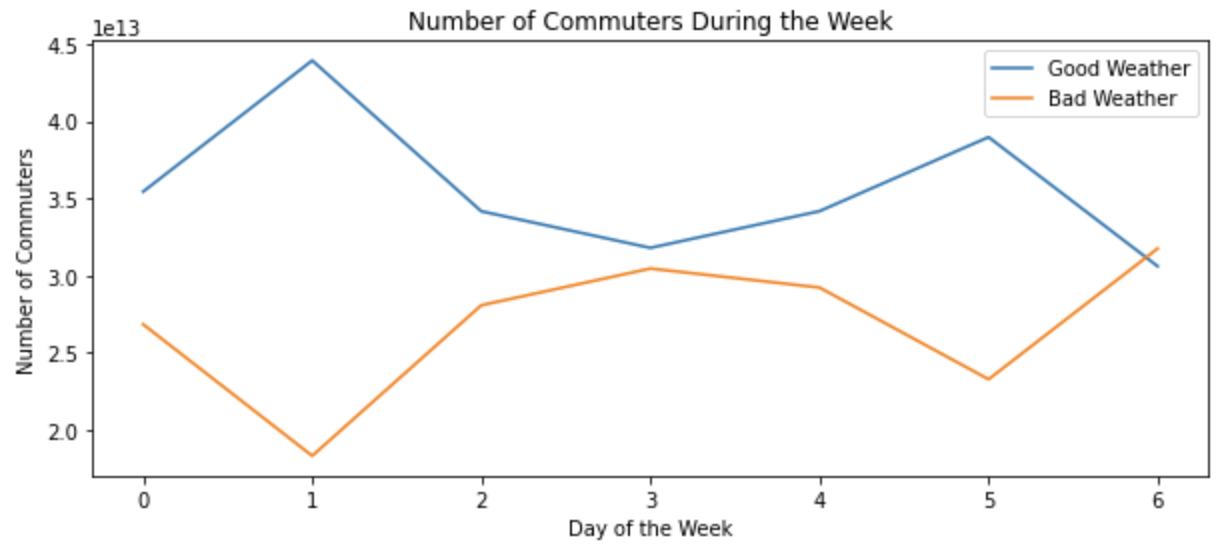 Number of Commuters During the Week
1e13
4.5
4.0
3.5
3.0
2.5
2.0
Number of Commuters
Good Weather
Bad Weather
0 1 2 3 4 5 6
Day of the Week